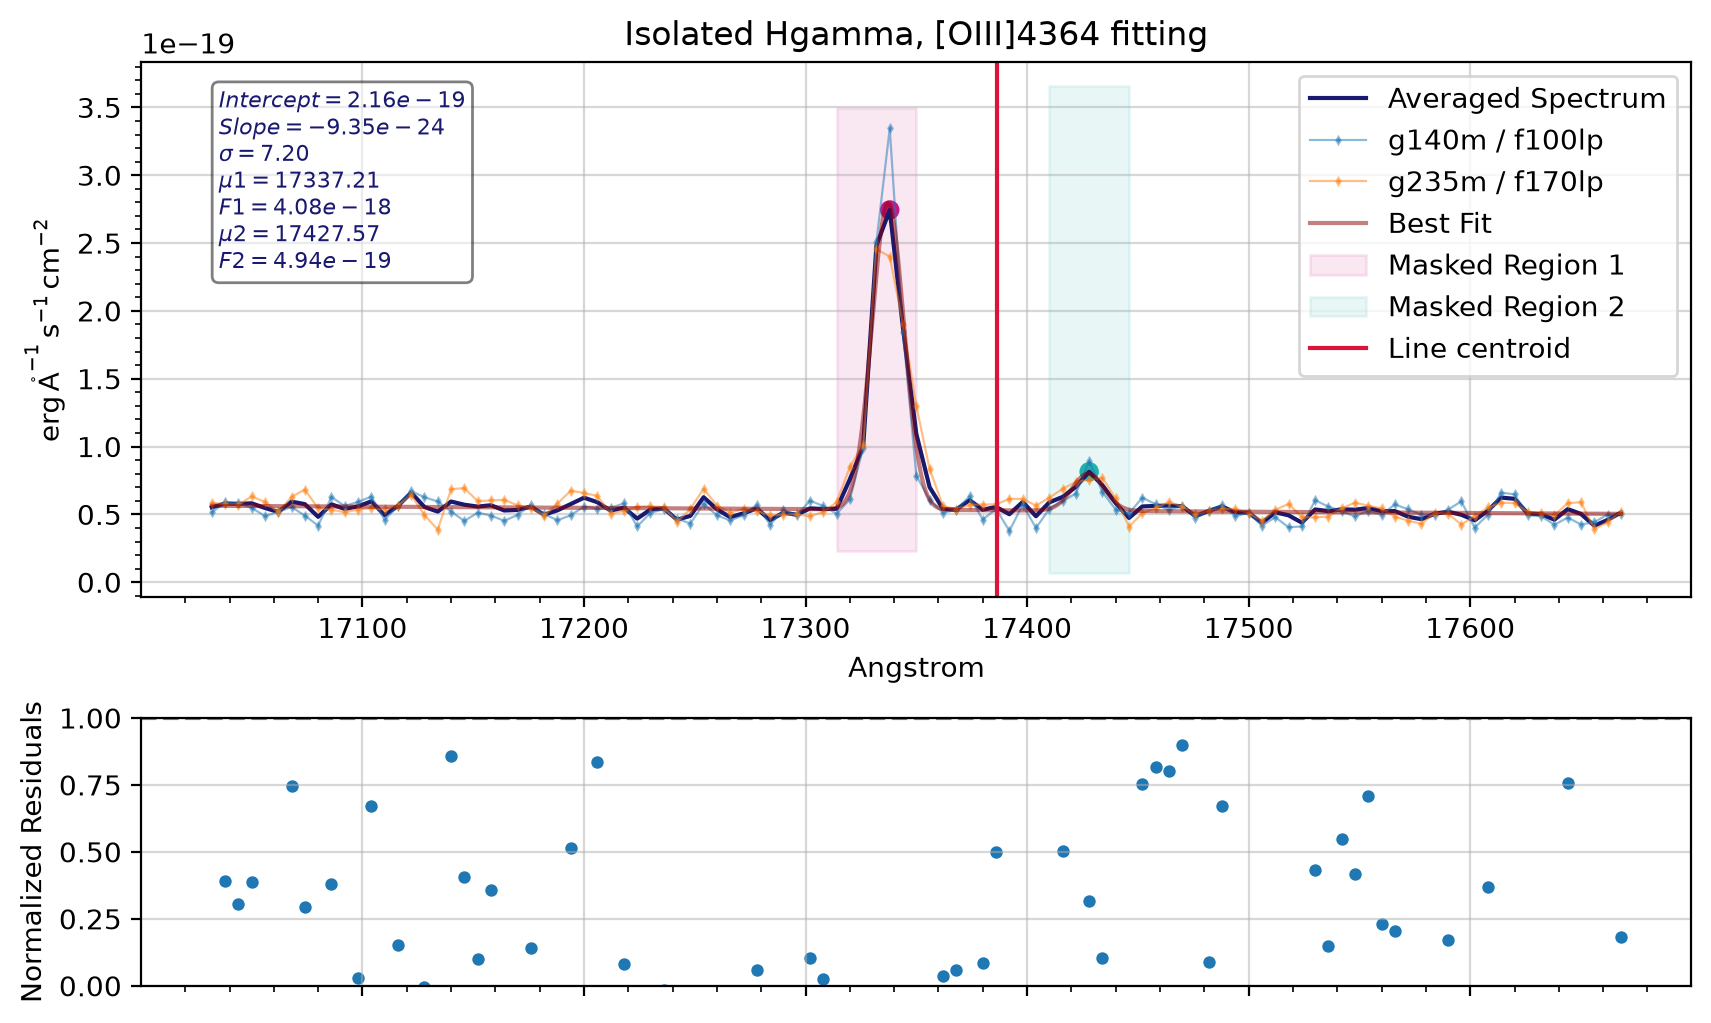 Isolated Hgamma, [OIII]4364 fitting
1e−19
Intercept = 2.16e − 19
Slope = −9.35e − 24
σ = 7.20
μ1 = 17337.21
F1 = 4.08e − 18
μ2 = 17427.57
F2 = 4.94e − 19
Averaged Spectrum
g140m / f100lp
g235m / f170lp
Best Fit
Masked Region 1
Masked Region 2
Line centroid
erg Å⁻¹ s⁻¹ cm⁻²
3.5
3.0
2.5
2.0
1.5
1.0
0.5
0.0
17100 17200 17300 17400 17500 17600
Angstrom
Normalized Residuals
1.00
0.75
0.50
0.25
0.00